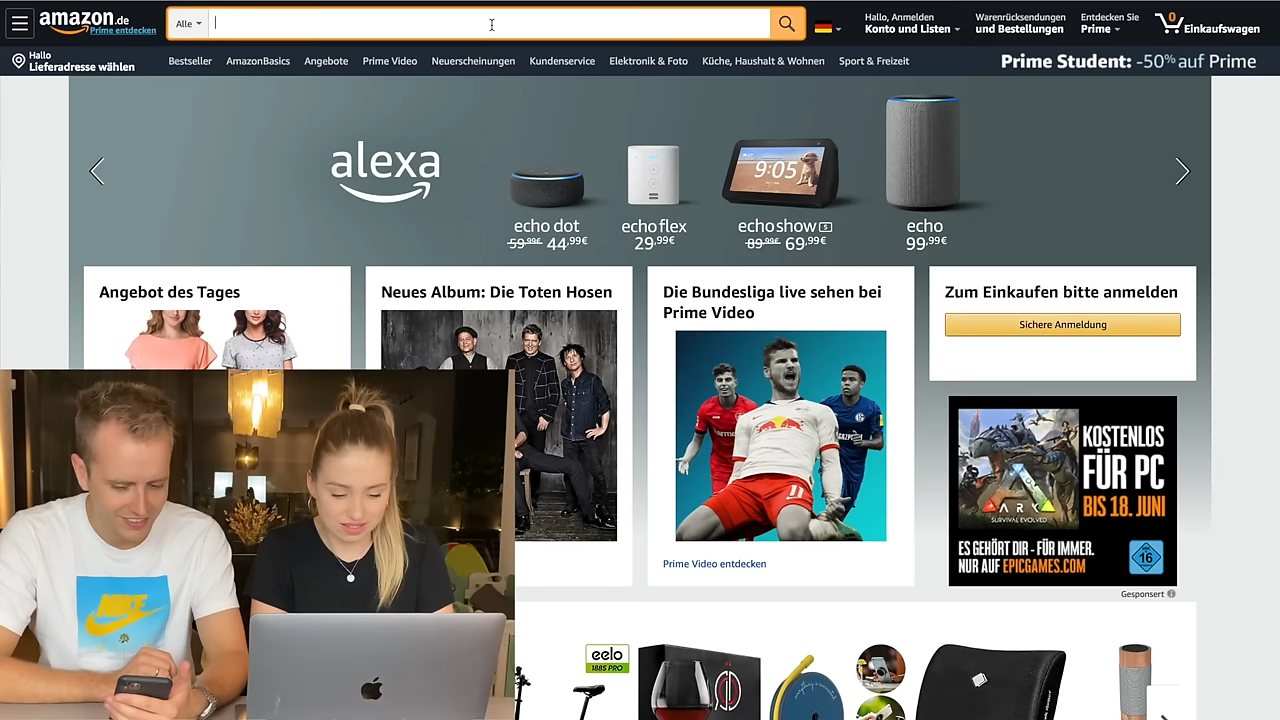 amazon.de
Prime entdecken
Alle
Hallo, Anmelden
Konto und Listen
Warenrücksendungen
und Bestellungen
Entdecken Sie
Prime
0
Einkaufswagen
Hallo
Lieferadresse wählen
Bestseller
AmazonBasics
Angebote
Prime Video
Neuerscheinungen
Kundenservice
Elektronik & Foto
Küche, Haushalt & Wohnen
Sport & Freizeit
Prime Student: -50% auf Prime
alexa
9:05
echo dot
59,99€ 44,99€
echo flex
29,99€
echo show 5
89,99€ 69,99€
echo
99,99€
Angebot des Tages
Neues Album: Die Toten Hosen
Die Bundesliga live sehen bei
Prime Video
11
Prime Video entdecken
Zum Einkaufen bitte anmelden
Sichere Anmeldung
ARK
SURVIVAL EVOLVED
KOSTENLOS
FÜR PC
BIS 18. JUNI
ES GEHÖRT DIR - FÜR IMMER.
NUR AUF EPICGAMES.COM
16
Gesponsert
NIKE
eelo
1885 PRO